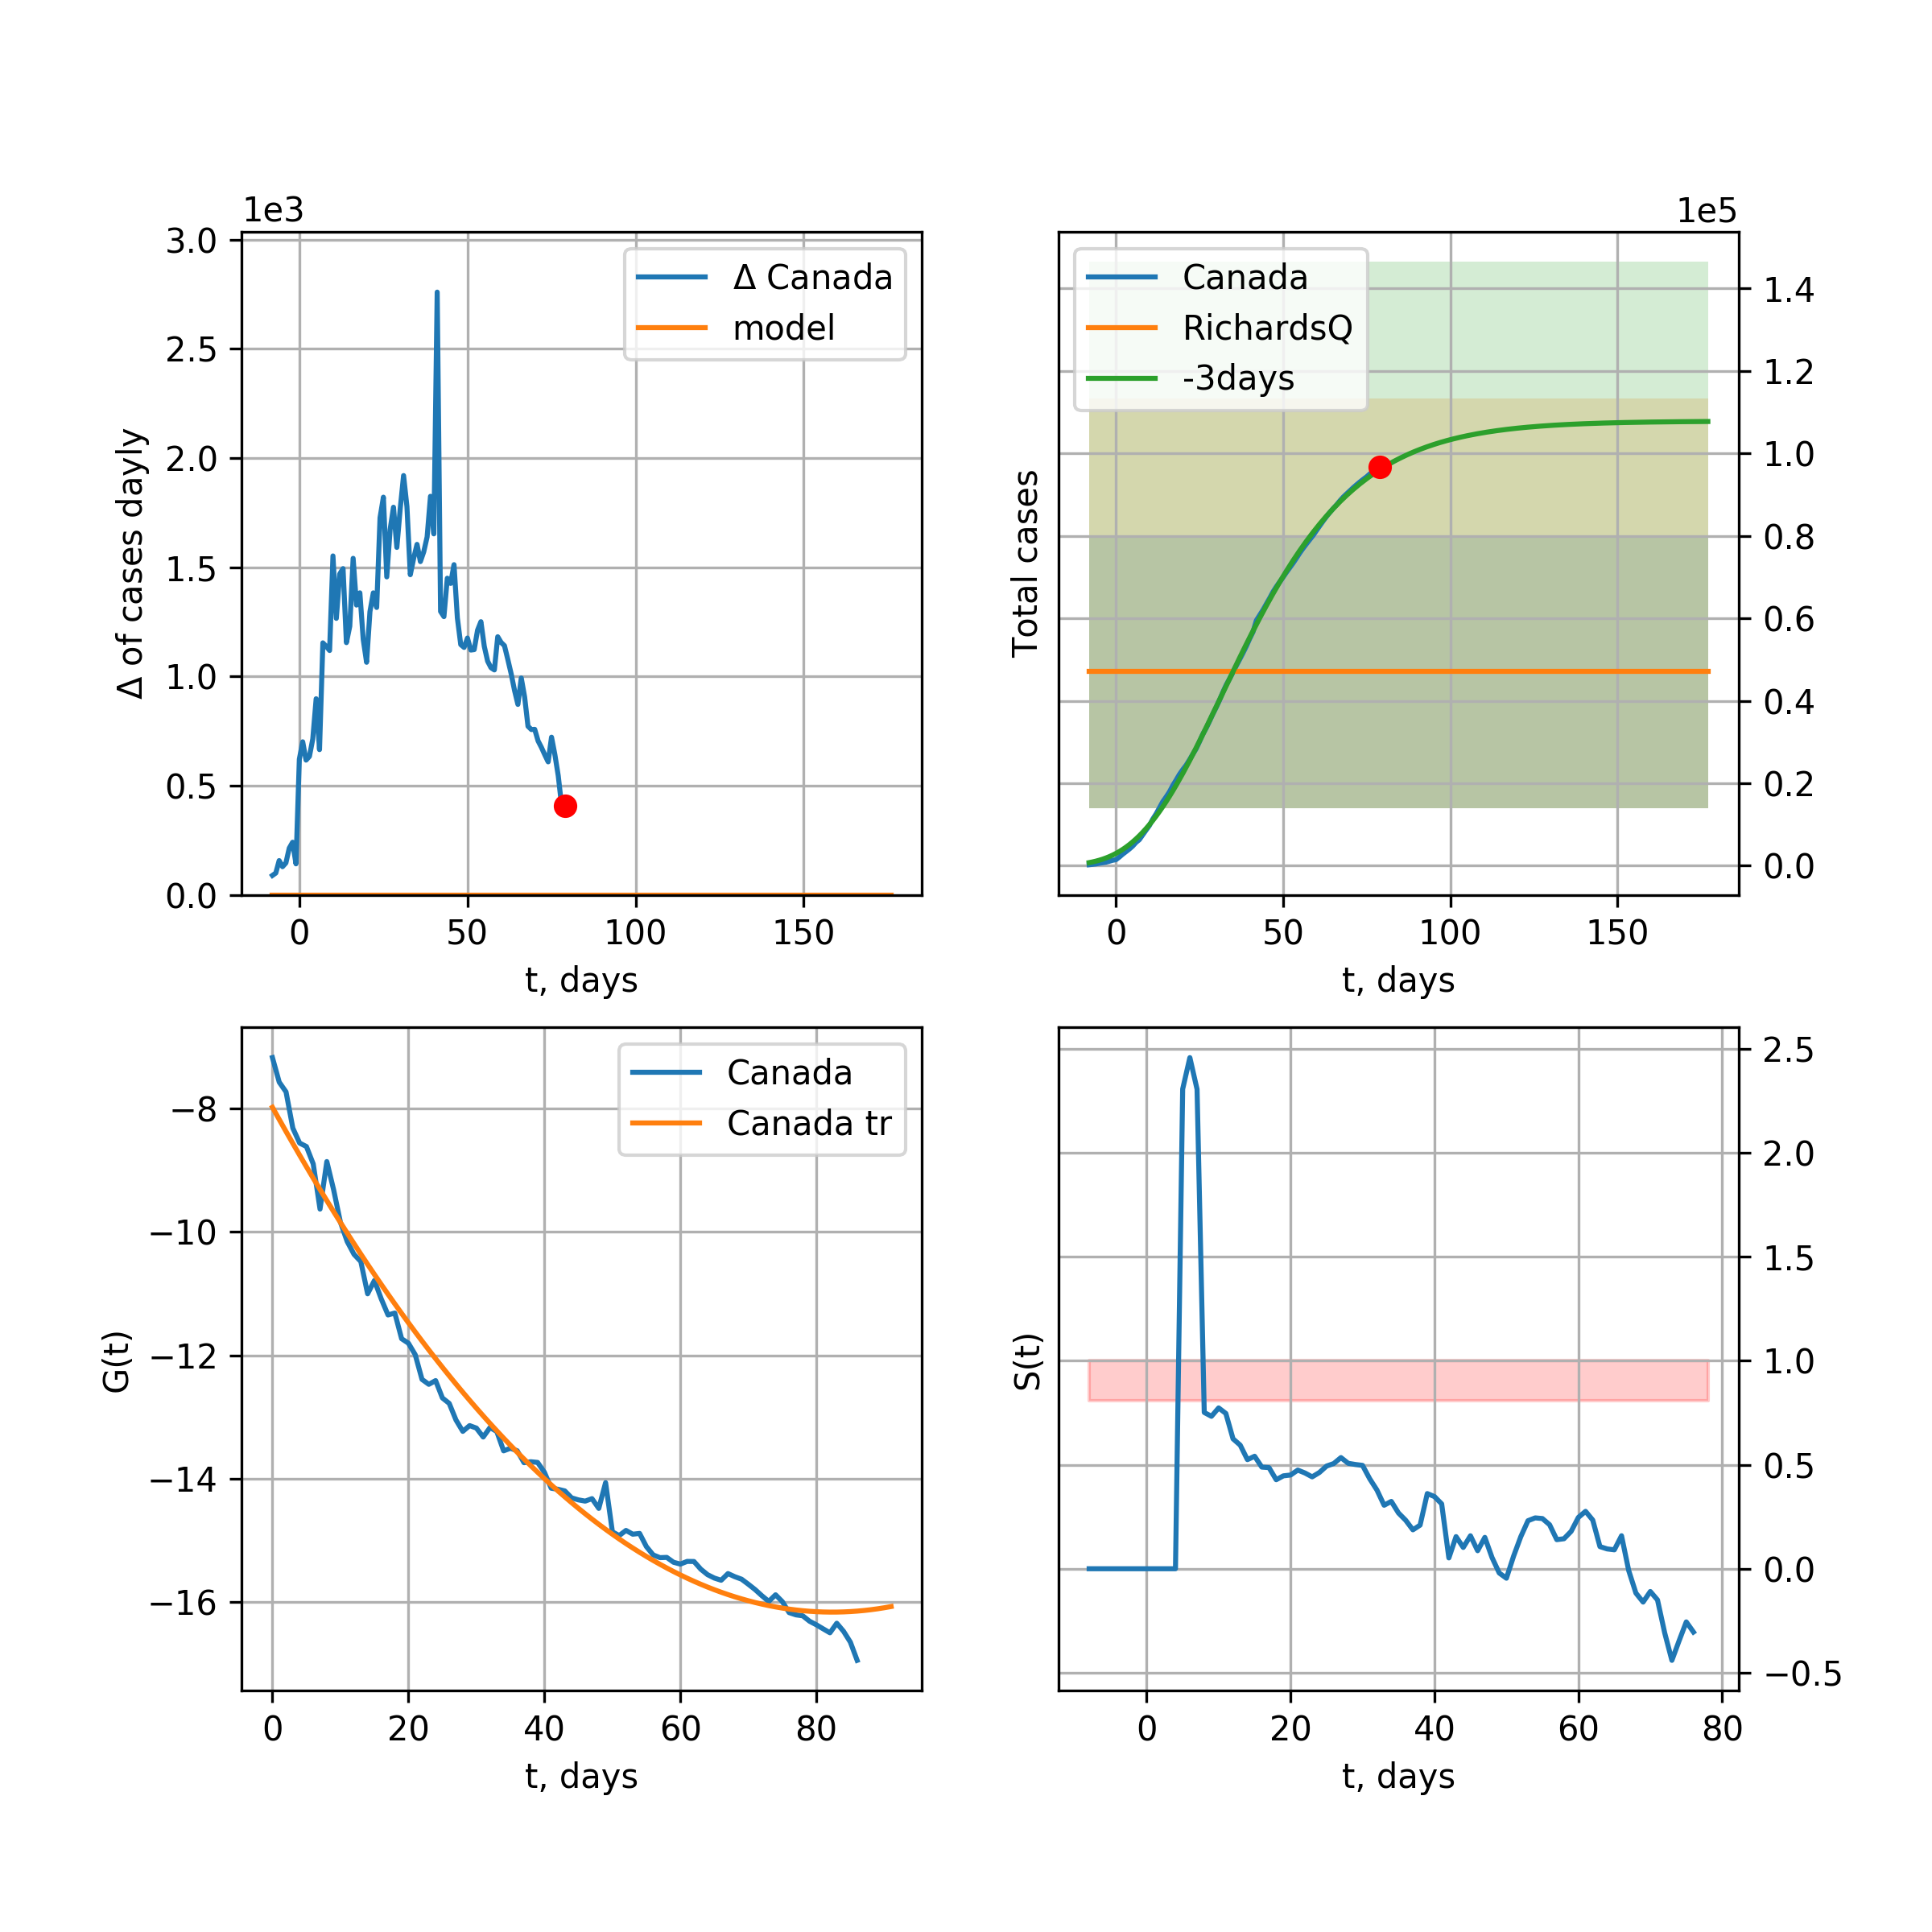 1e3
3.0
2.5
2.0
1.5
1.0
0.5
0.0
Δ of cases dayly
Δ Canada
model
0 50 100 150
t, days
1e5
Canada
RichardsQ
-3days
Total cases
1.4
1.2
1.0
0.8
0.6
0.4
0.2
0.0
0 50 100 150
t, days
Canada
Canada tr
G(t)
−8
−10
−12
−14
−16
0 20 40 60 80
t, days
S(t)
2.5
2.0
1.5
1.0
0.5
0.0
−0.5
0 20 40 60 80
t, days